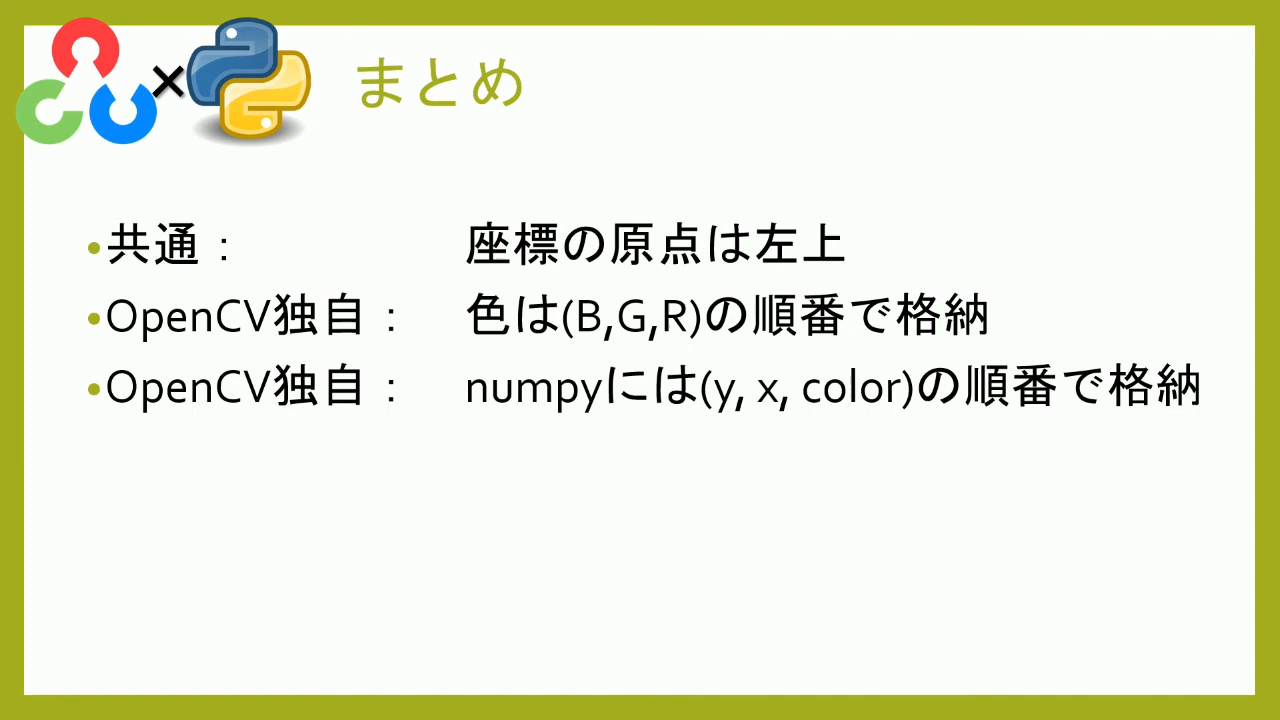 × まとめ
•共通： 座標の原点は左上
•OpenCV独自： 色は(B,G,R)の順番で格納
•OpenCV独自： numpyには(y, x, color)の順番で格納